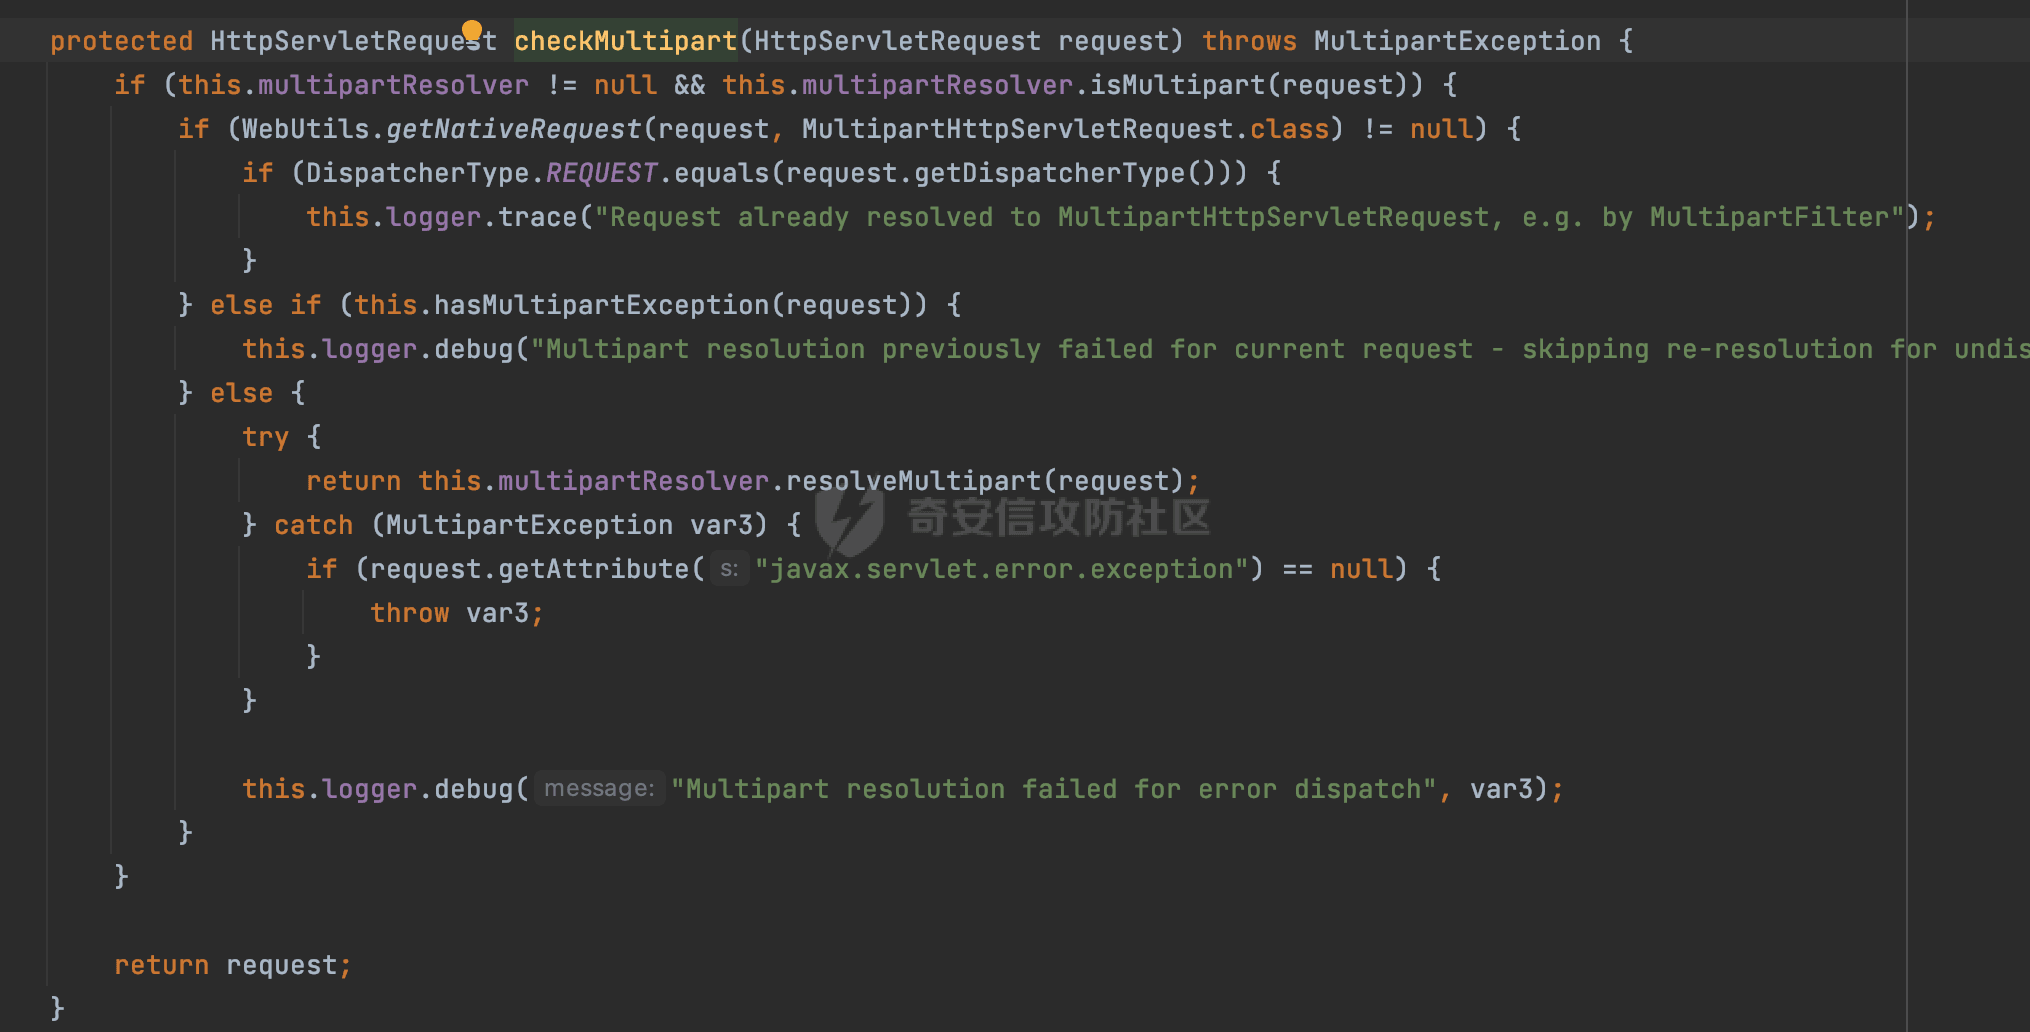 protected HttpServletRequest checkMultipart(HttpServletRequest request) throws MultipartException {
if (this.multipartResolver != null && this.multipartResolver.isMultipart(request)) {
if (WebUtils.getNativeRequest(request, MultipartHttpServletRequest.class) != null) {
if (DispatcherType.REQUEST.equals(request.getDispatcherType())) {
this.logger.trace("Request already resolved to MultipartHttpServletRequest, e.g. by MultipartFilter");
}
} else if (this.hasMultipartException(request)) {
this.logger.debug("Multipart resolution previously failed for current request - skipping re-resolution for undis
} else {
try {
return this.multipartResolver.resolveMultipart(request);
奇安信攻防社区
} catch (MultipartException var3) {
if (request.getAttribute( s: "javax.servlet.error.exception") == null) {
throw var3;
}
}
this.logger.debug( message: "Multipart resolution failed for error dispatch", var3);
}
}
return request;
}